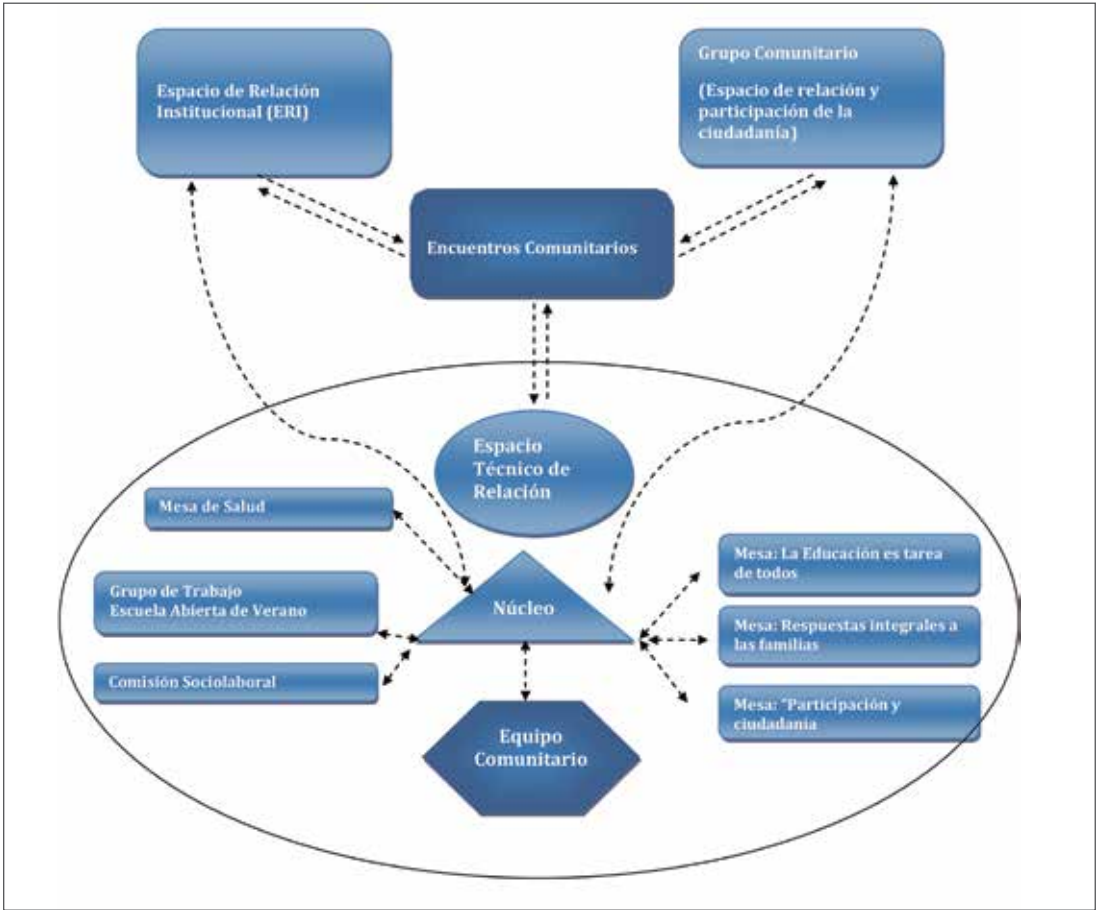 Espacio de Relación
Institucional (ERI)
Grupo Comunitario
(Espacio de relación y
participación de la
ciudadanía)
Encuentros Comunitarios
Espacio
Técnico de
Relación
Mesa de Salud
Grupo de Trabajo
Escuela Abierta de Verano
Comisión Sociolaboral
Núcleo
Mesa: La Educación es tarea
de todos
Mesa: Respuestas integrales a
las familias
Mesa: "Participación y
ciudadanía
Equipo
Comunitario